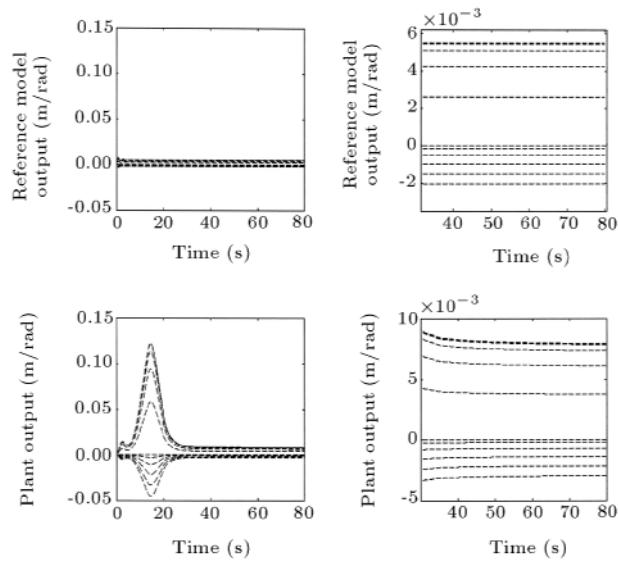 0.15
0.10
0.05
0.00
-0.05
0 20 40 60 80
Time (s)
Reference model
output (m/rad)
×10⁻³
6
4
2
0
-2
40 50 60 70 80
Time (s)
Reference model
output (m/rad)
0.15
0.10
0.05
0.00
-0.05
0 20 40 60 80
Time (s)
Plant output (m/rad)
×10⁻³
10
5
0
-5
40 50 60 70 80
Time (s)
Plant output (m/rad)